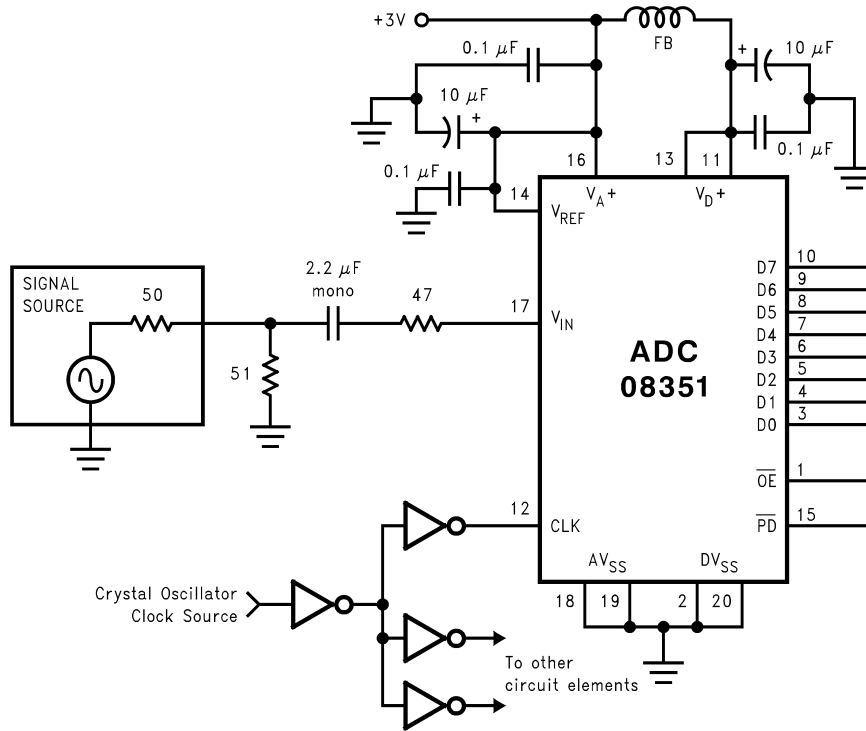 +3V
FB
0.1 μF
+ 10 μF
10 μF +
0.1 μF
0.1 μF
16
13
11
14
V_A+
V_D+
V_REF
SIGNAL
SOURCE
50
2.2 μF
mono
47
17
V_IN
51
ADC
08351
D7 10
D6 9
D5 8
D4 7
D3 6
D2 5
D1 4
D0 3
O̅E̅ 1
12
CLK
P̅D̅ 15
AV_SS
DV_SS
18
19
2
20
Crystal Oscillator
Clock Source
To other
circuit elements